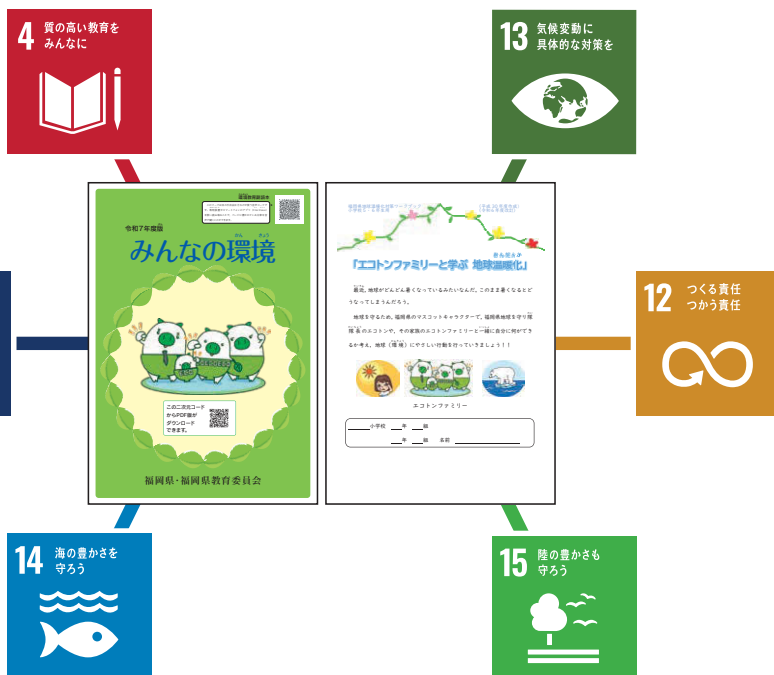 4 質の高い教育を
みんなに
13 気候変動に
具体的な対策を
環境教育副読本
令和7年度版
みんなの環境
かん きょう
この二次元コード
からPDF版が
ダウンロード
できます。
福岡県・福岡県教育委員会
「エコトンファミリーと学ぶ 地球温暖化」
最近、地球がどんどん暑くなっているみたいなんだ。このまま暑くなるとど
うなってしまうんだろう。
地球を守るため、福岡県のマスコットキャラクターで、福岡県地球を守り隊
隊長のエコトンや、その家族のエコトンファミリーと一緒に自分に何ができ
るか考え、地球（環境）にやさしい行動を行っていきましょう！！
エコトンファミリー
小学校 年 組
年 組 名前
12 つくる責任
つかう責任
14 海の豊かさを
守ろう
15 陸の豊かさも
守ろう